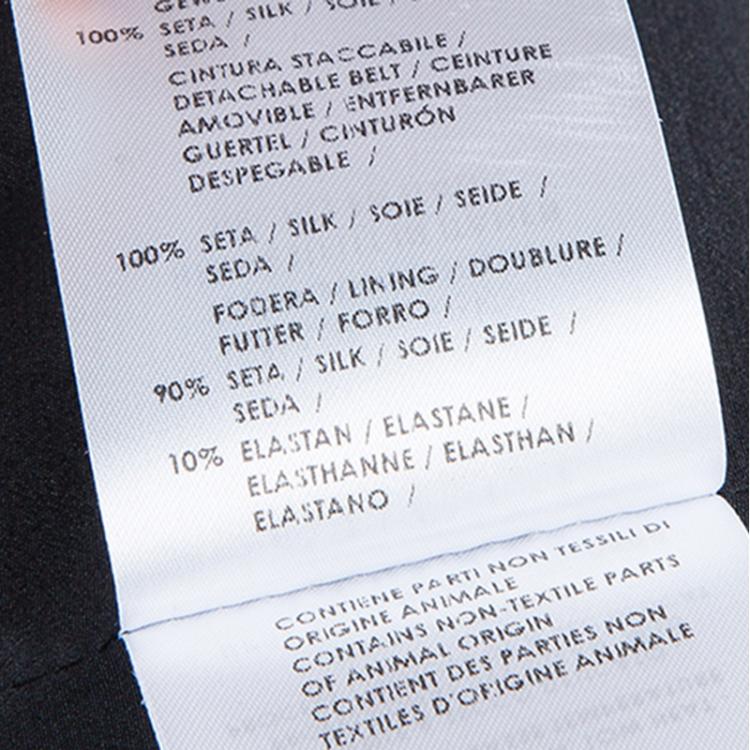 100% SETA / SILK / SOIE /
SEDA /
CINTURA STACCABILE /
DETACHABLE BELT / CEINTURE
AMOVIBLE / ENTFERNBARER
GUERTEL / CINTURÓN
DESPEGABLE /
100% SETA / SILK / SOIE / SEIDE /
SEDA /
FODERA / LINING / DOUBLURE /
FUTTER / FORRO /
90% SETA / SILK / SOIE / SEIDE /
SEDA /
10% ELASTAN / ELASTANE /
ELASTHANNE / ELASTHAN /
ELASTANO /
CONTIENE PARTI NON TESSILI DI
ORIGINE ANIMALE
CONTAINS NON-TEXTILE PARTS
OF ANIMAL ORIGIN
CONTIENT DES PARTIES NON
TEXTILES D'ORIGINE ANIMALE